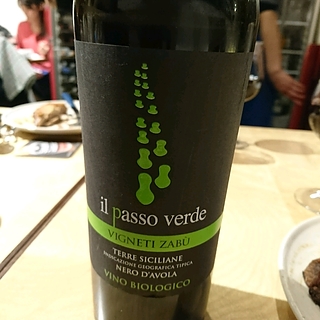 il passo verde
VIGNETI ZABÙ
TERRE SICILIANE
INDICAZIONE GEOGRAFICA TIPICA
NERO D'AVOLA
VINO BIOLOGICO